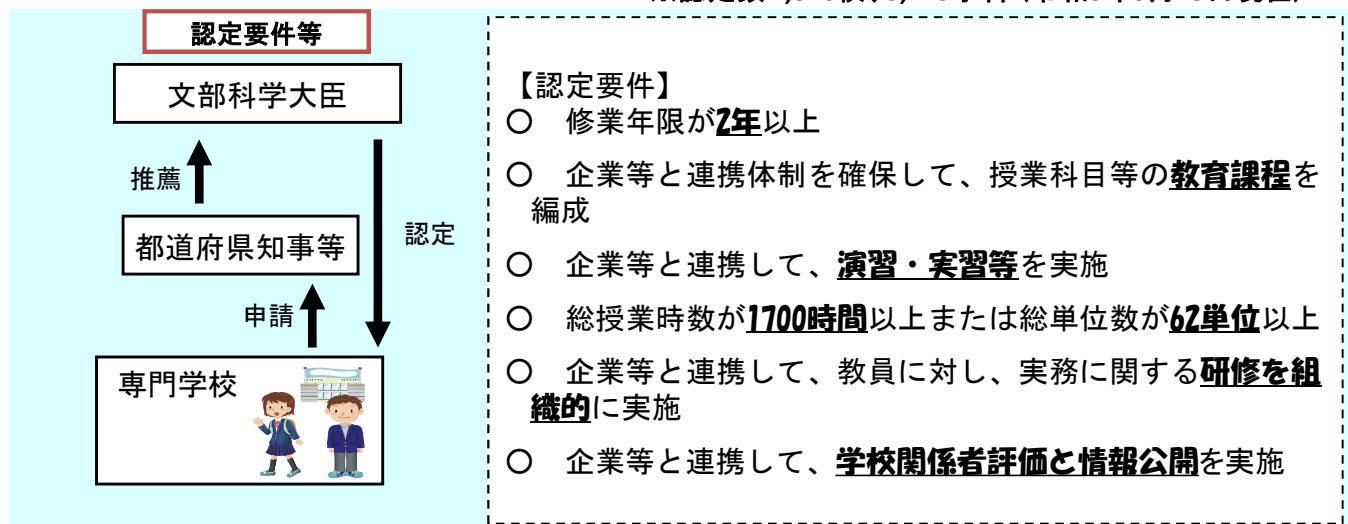 認定要件等
文部科学大臣
推薦
都道府県知事等
認定
申請
専門学校
【認定要件】
○ 修業年限が2年以上
○ 企業等と連携体制を確保して、授業科目等の教育課程を
編成
○ 企業等と連携して、演習・実習等を実施
○ 総授業時数が1700時間以上または総単位数が62単位以上
○ 企業等と連携して、教員に対し、実務に関する研修を組
織的に実施
○ 企業等と連携して、学校関係者評価と情報公開を実施